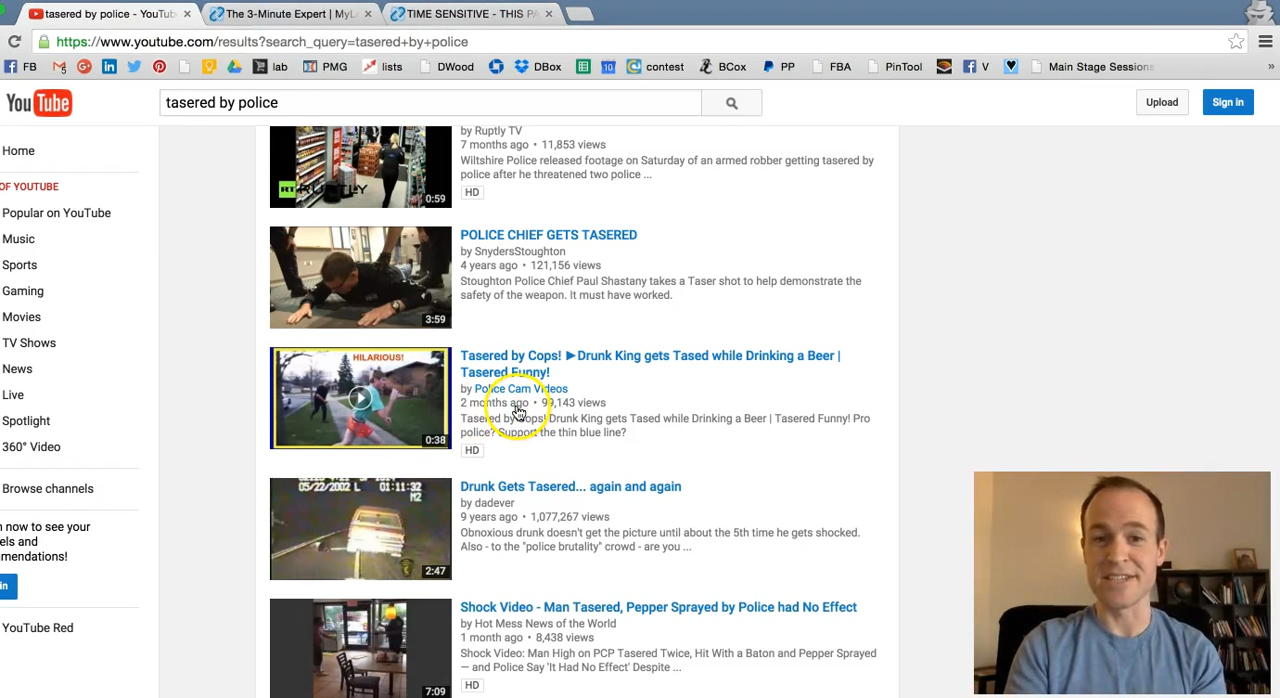 tasered by police - YouTub
The 3-Minute Expert | MyL
TIME SENSITIVE - THIS PA
https://www.youtube.com/results?search_query=tasered+by+police
FB
lab
PMG
lists
DWood
10
DBox
contest
BCox
PP
FBA
PinTool
V
Main Stage Sessions
»
YouTube
tasered by police
Upload
Sign in
Home
OF YOUTUBE
Popular on YouTube
Music
Sports
Gaming
Movies
TV Shows
News
Live
Spotlight
360° Video
Browse channels
n now to see your
els and
mendations!
in
YouTube Red
RT RUPTLY
0:59
by Ruptly TV
7 months ago • 11,853 views
Wiltshire Police released footage on Saturday of an armed robber getting tasered by
police after he threatened two police ...
HD
3:59
POLICE CHIEF GETS TASERED
by SnydersStoughton
4 years ago • 121,156 views
Stoughton Police Chief Paul Shastany takes a Taser shot to help demonstrate the
safety of the weapon. It must have worked.
HILARIOUS!
0:38
Tasered by Cops! ►Drunk King gets Tased while Drinking a Beer |
Tasered Funny!
by Police Cam Videos
2 months ago • 99,143 views
Tasered by Cops! Drunk King gets Tased while Drinking a Beer | Tasered Funny! Pro
police? Support the thin blue line?
HD
05/22/2002 01:11:32
M2
2:47
Drunk Gets Tasered... again and again
by dadever
9 years ago • 1,077,267 views
Obnoxious drunk doesn't get the picture until about the 5th time he gets shocked.
Also - to the "police brutality" crowd - are you ...
7:09
Shock Video - Man Tasered, Pepper Sprayed by Police had No Effect
by Hot Mess News of the World
1 month ago • 8,438 views
Shock Video: Man High on PCP Tasered Twice, Hit With a Baton and Pepper Sprayed
— and Police Say 'It Had No Effect' Despite ...
HD